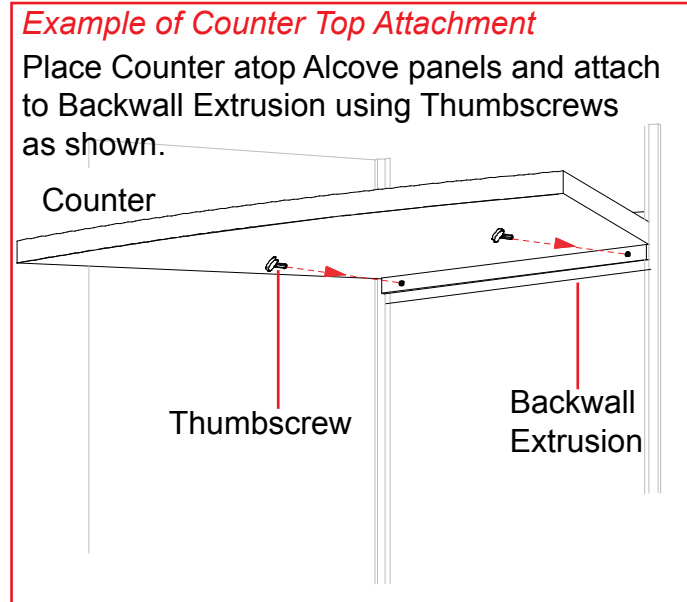 Example of Counter Top Attachment
Place Counter atop Alcove panels and attach
to Backwall Extrusion using Thumbscrews
as shown.
Counter
Thumbscrew
Backwall
Extrusion